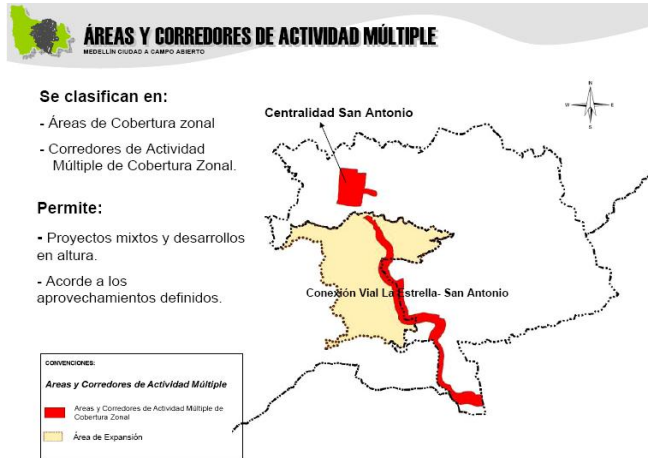 ÁREAS Y CORREDORES DE ACTIVIDAD MÚLTIPLE
MEDELLÍN CIUDAD A CAMPO ABIERTO
Se clasifican en:
- Áreas de Cobertura zonal
- Corredores de Actividad
Múltiple de Cobertura Zonal.
Permite:
- Proyectos mixtos y desarrollos
en altura.
- Acorde a los
aprovechamientos definidos.
Centralidad San Antonio
N
W E
S
Conexión Vial La Estrella- San Antonio
CONVENCIONES:
Areas y Corredores de Actividad Múltiple
Areas y Corredores de Actividad Múltiple de
Cobertura Zonal
Área de Expansión